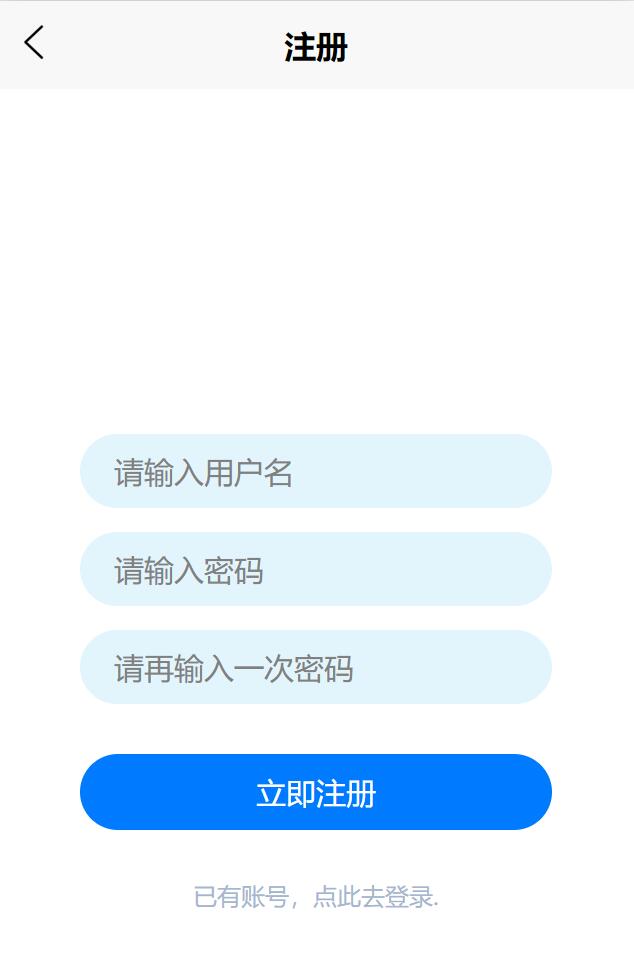 注册
请输入用户名
请输入密码
请再输入一次密码
立即注册
已有账号，点此去登录.